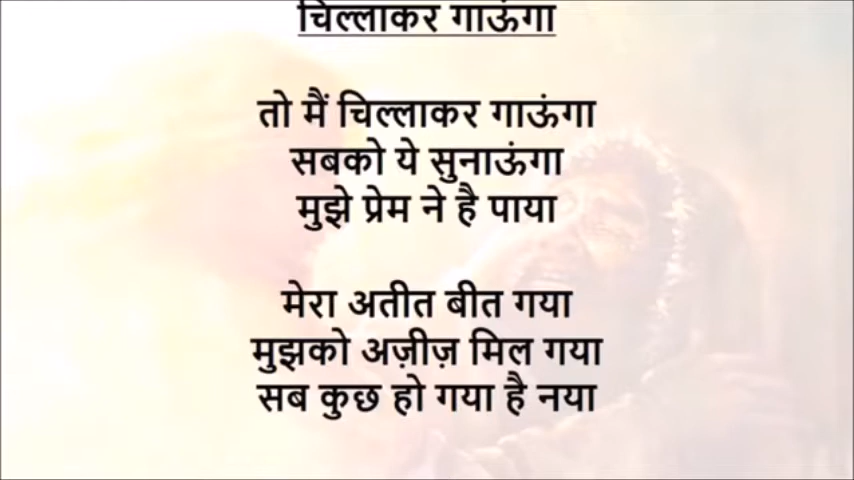 चिल्लाकर गाऊंगा
तो मैं चिल्लाकर गाऊंगा
सबको ये सुनाऊंगा
मुझे प्रेम ने है पाया
मेरा अतीत बीत गया
मुझको अज़ीज़ मिल गया
सब कुछ हो गया है नया